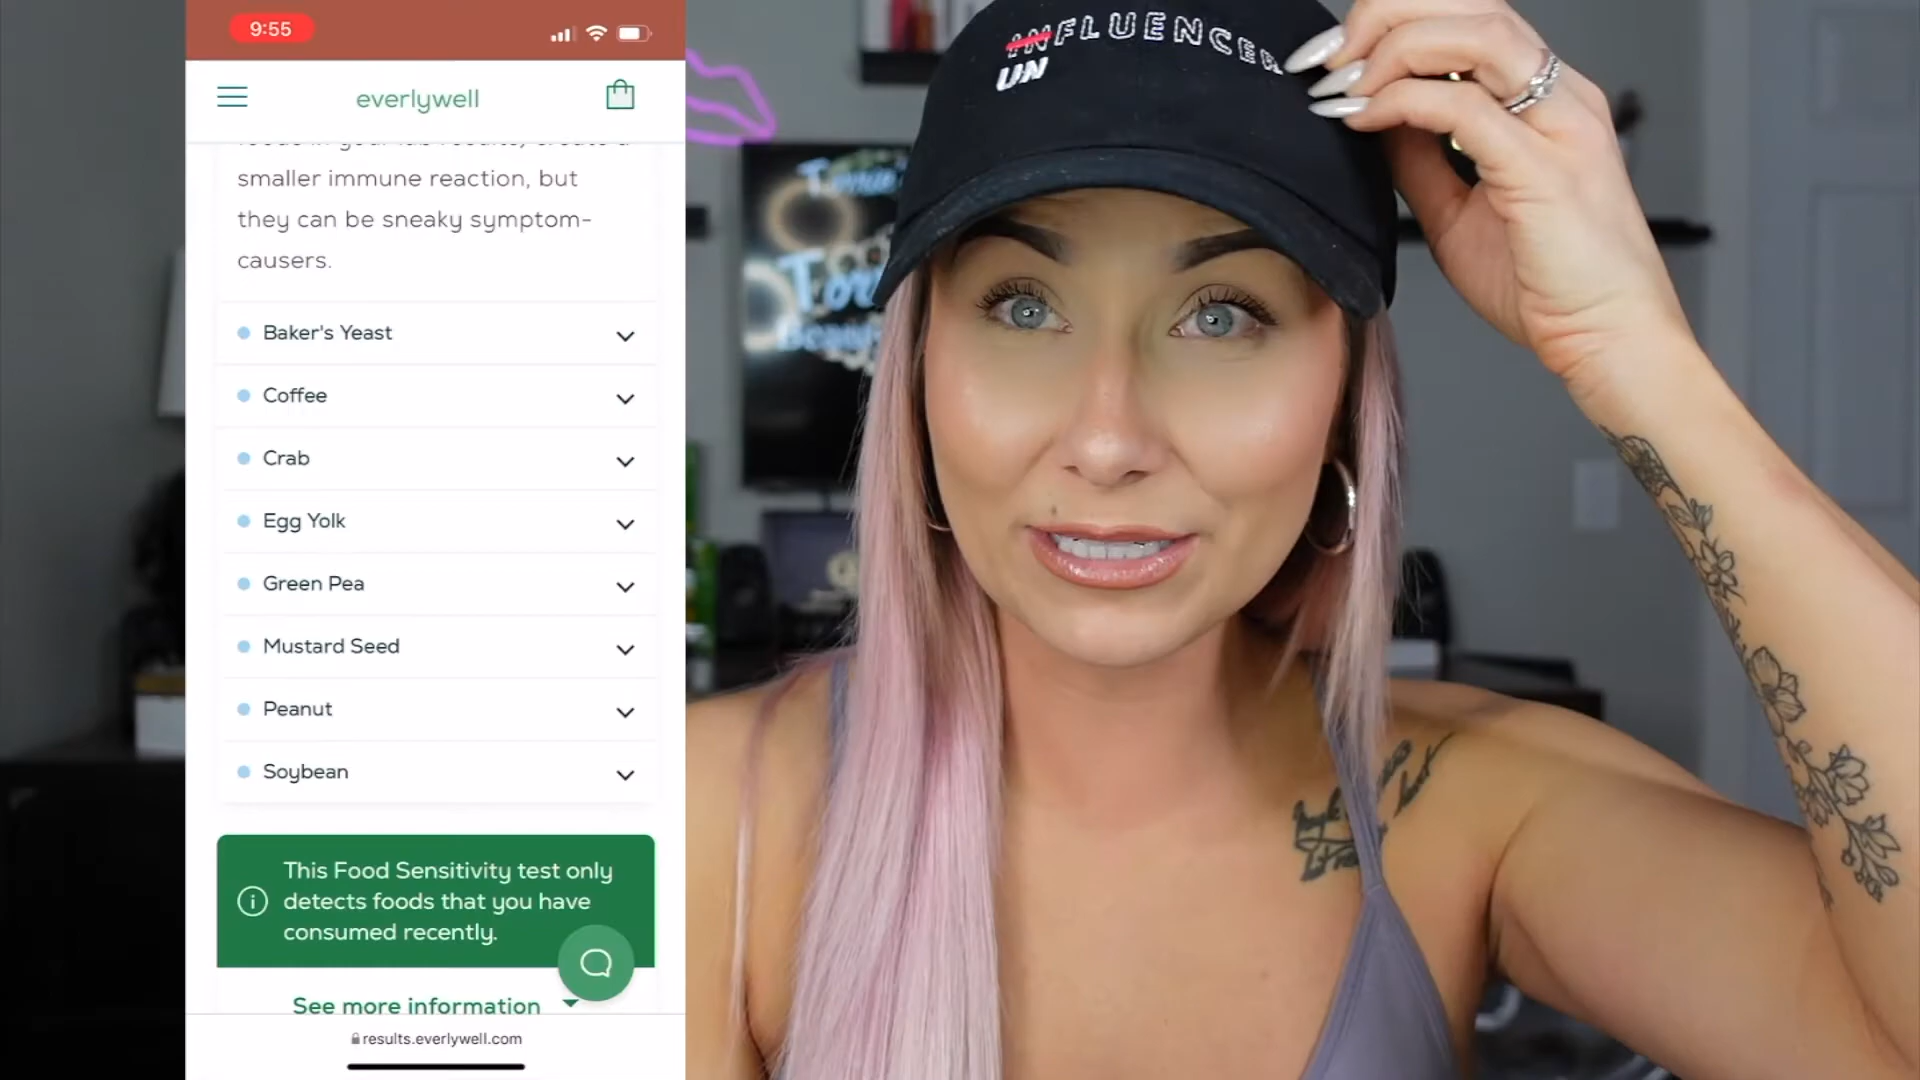 9:55
everlywell
smaller immune reaction, but
they can be sneaky symptom-
causers.
Baker's Yeast
Coffee
Crab
Egg Yolk
Green Pea
Mustard Seed
Peanut
Soybean
This Food Sensitivity test only
detects foods that you have
consumed recently.
See more information
results.everlywell.com
INFLUENCER
UN